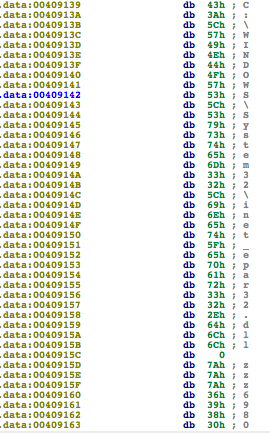 .data:00409139 db 43h ; C
.data:0040913A db 3Ah ; :
.data:0040913B db 5Ch ; \
.data:0040913C db 57h ; W
.data:0040913D db 49h ; I
.data:0040913E db 4Eh ; N
.data:0040913F db 44h ; D
.data:00409140 db 4Fh ; O
.data:00409141 db 57h ; W
.data:00409142 db 53h ; S
.data:00409143 db 5Ch ; \
.data:00409144 db 53h ; S
.data:00409145 db 79h ; y
.data:00409146 db 73h ; s
.data:00409147 db 74h ; t
.data:00409148 db 65h ; e
.data:00409149 db 6Dh ; m
.data:0040914A db 33h ; 3
.data:0040914B db 32h ; 2
.data:0040914C db 5Ch ; \
.data:0040914D db 69h ; i
.data:0040914E db 6Eh ; n
.data:0040914F db 65h ; e
.data:00409150 db 74h ; t
.data:00409151 db 5Fh ; _
.data:00409152 db 65h ; e
.data:00409153 db 70h ; p
.data:00409154 db 61h ; a
.data:00409155 db 72h ; r
.data:00409156 db 33h ; 3
.data:00409157 db 32h ; 2
.data:00409158 db 2Eh ; .
.data:00409159 db 64h ; d
.data:0040915A db 6Ch ; l
.data:0040915B db 6Ch ; l
.data:0040915C db 0
.data:0040915D db 7Ah ; z
.data:0040915E db 7Ah ; z
.data:0040915F db 7Ah ; z
.data:00409160 db 36h ; 6
.data:00409161 db 39h ; 9
.data:00409162 db 38h ; 8
.data:00409163 db 30h ; 0